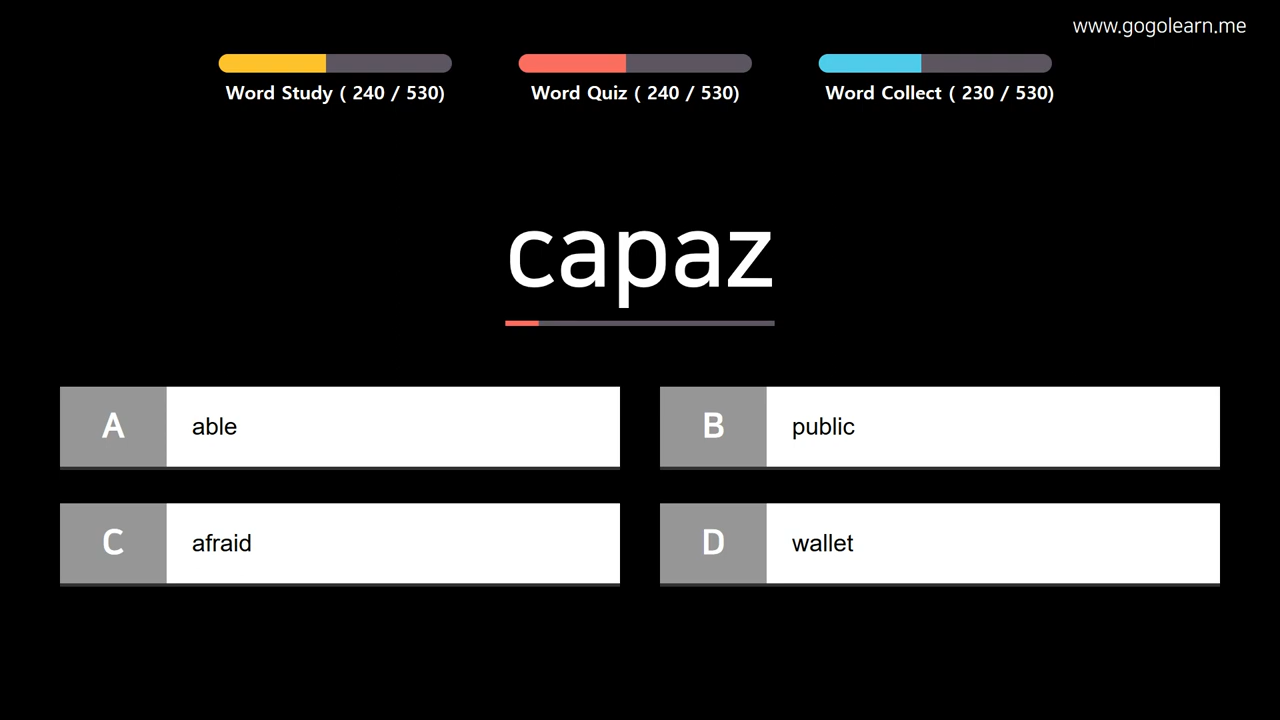 www.gogolearn.me
Word Study ( 240 / 530)
Word Quiz ( 240 / 530)
Word Collect ( 230 / 530)
capaz
A able
B public
C afraid
D wallet